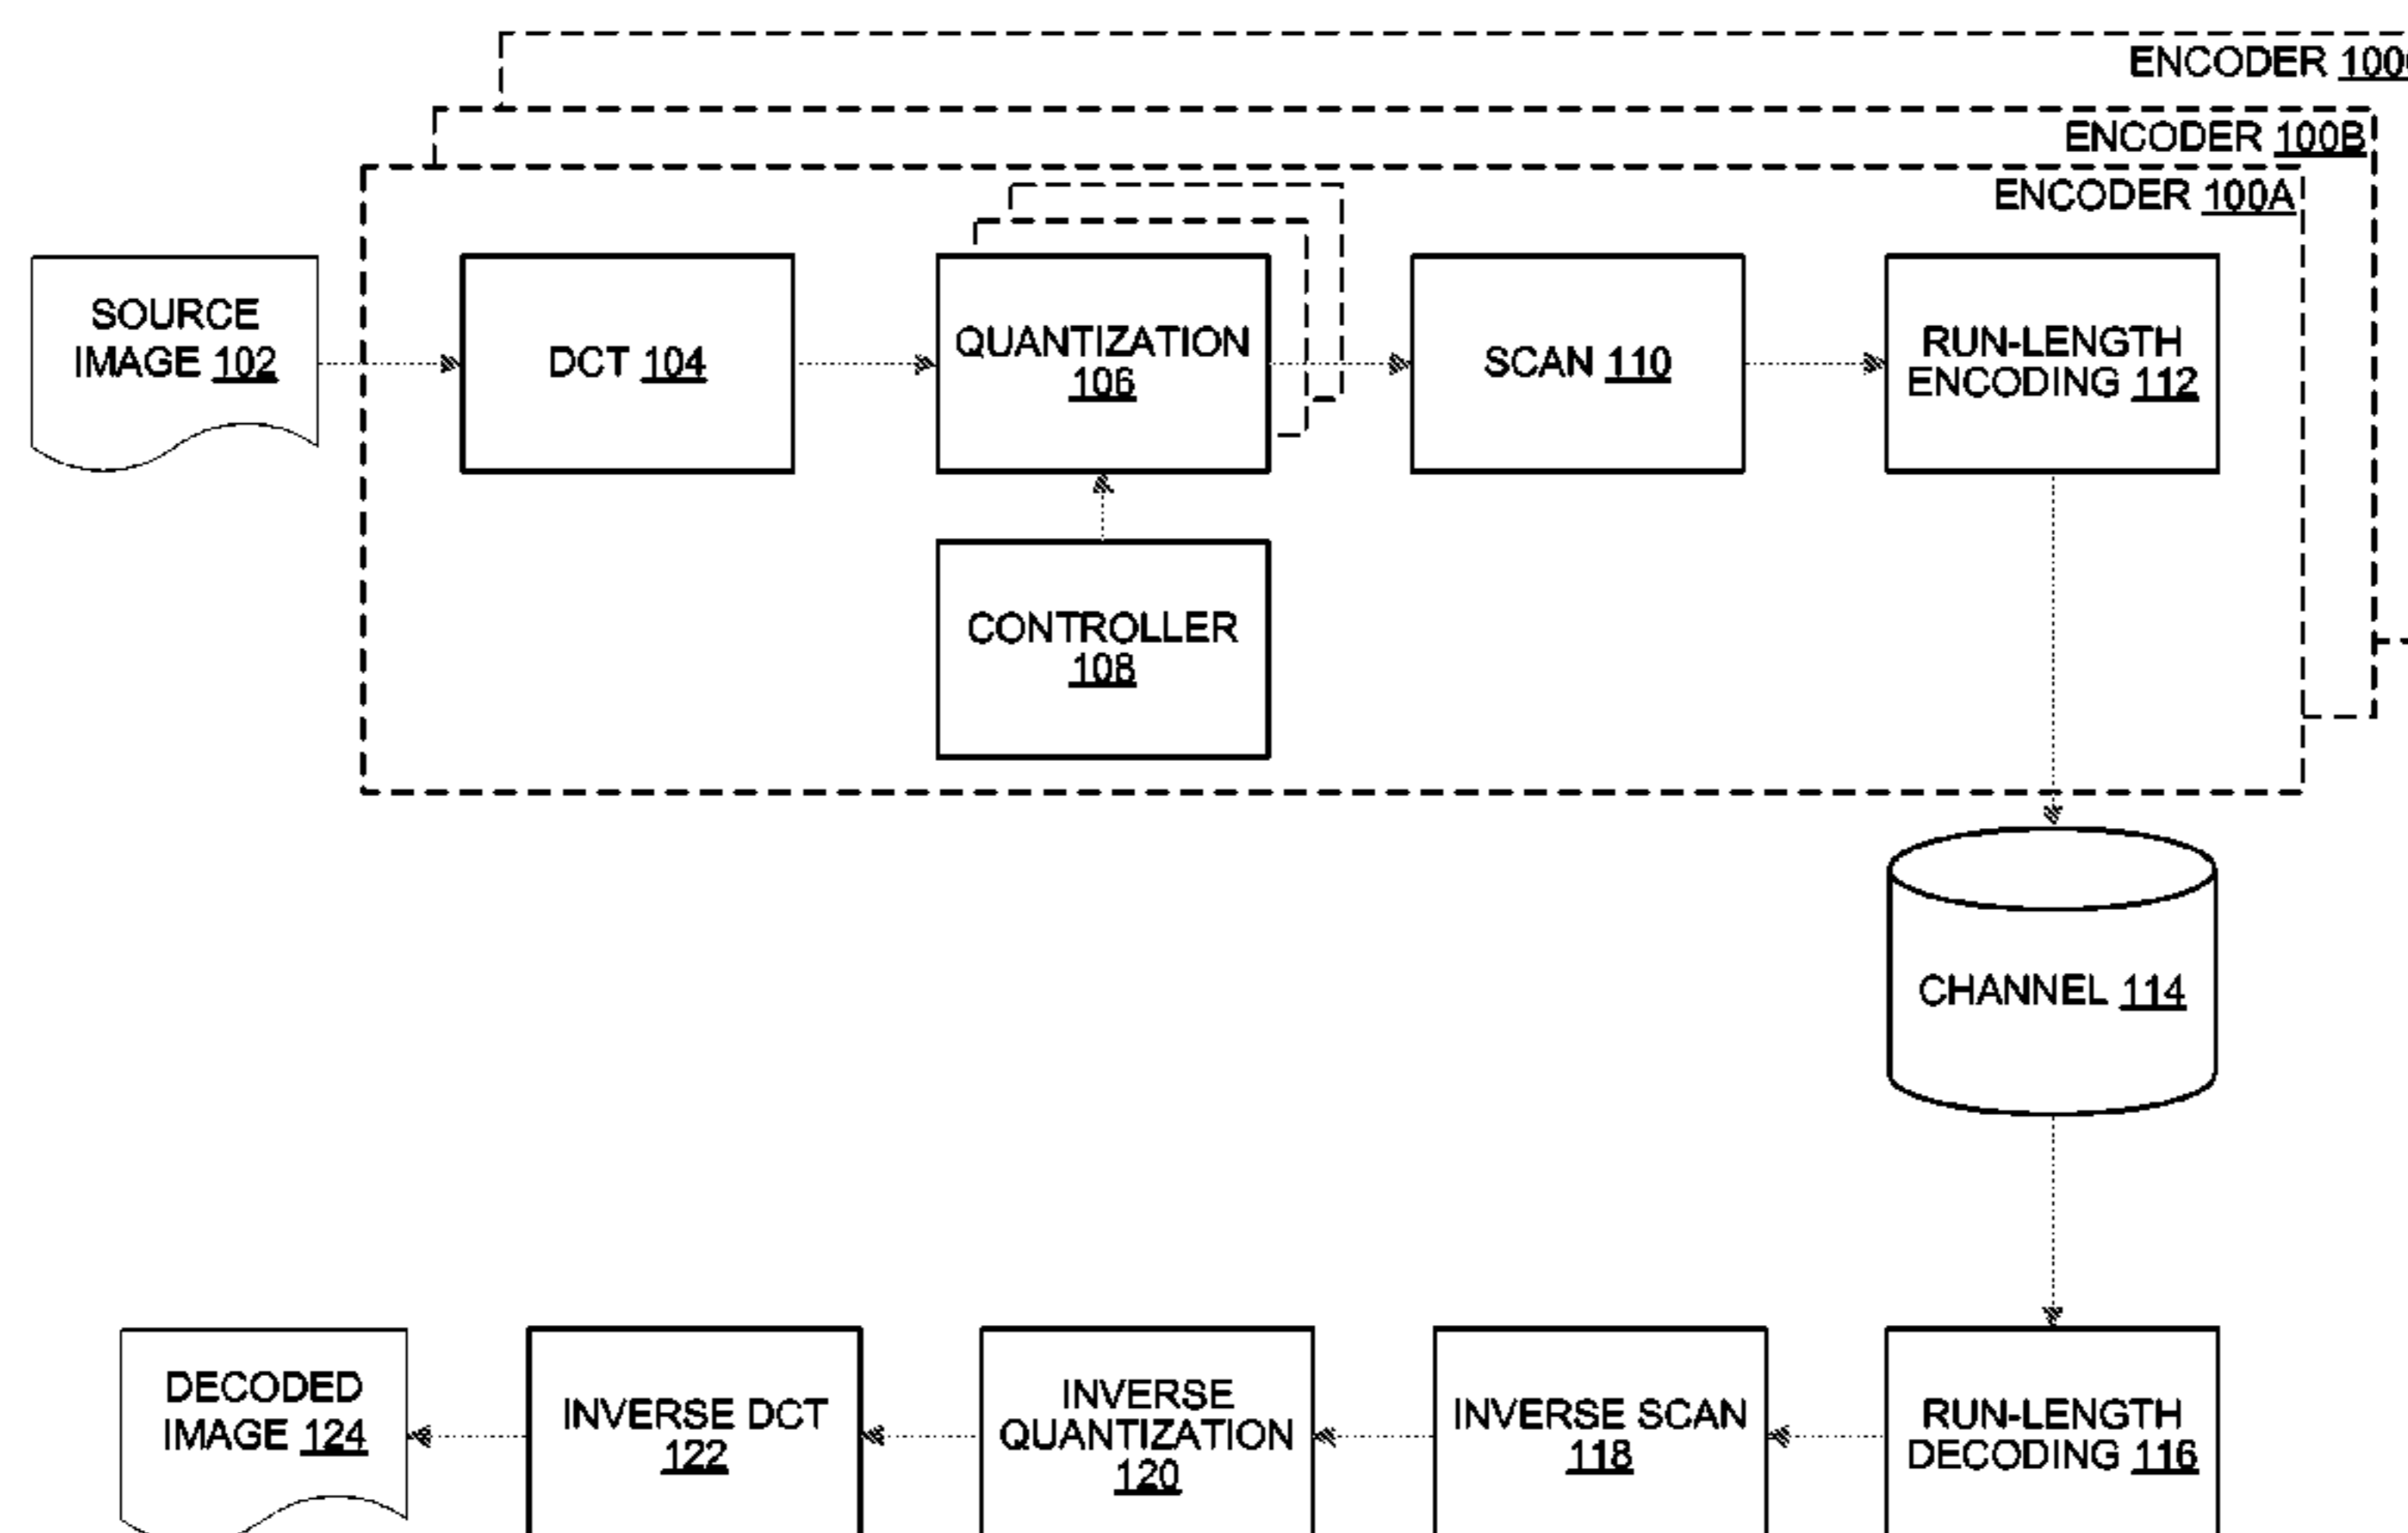 ENCODER
ENCODER 100B
ENCODER 100A
SOURCE
IMAGE 102
DCT 104
QUANTIZATION
106
SCAN 110
RUN-LENGTH
ENCODING 112
CONTROLLER
108
CHANNEL 114
DECODED
IMAGE 124
INVERSE DCT
122
INVERSE
QUANTIZATION
120
INVERSE SCAN
118
RUN-LENGTH
DECODING 116